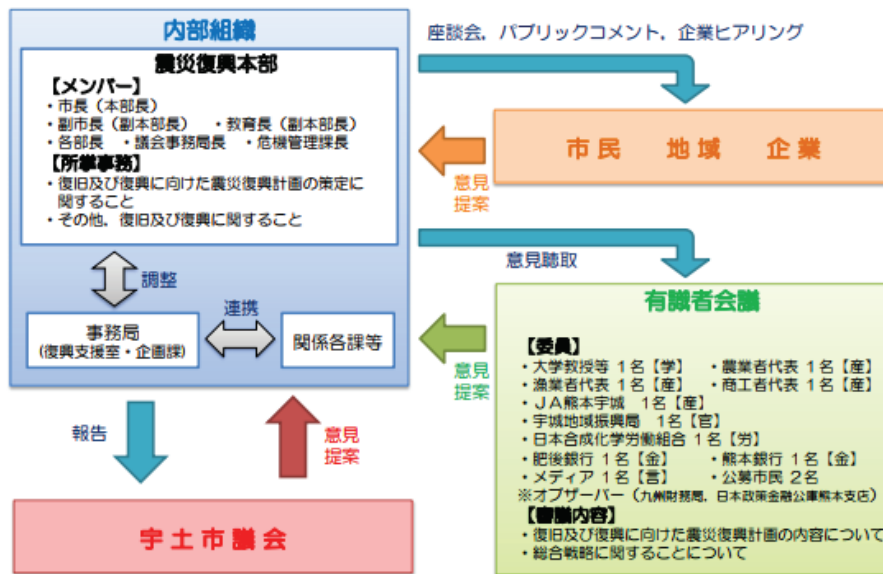 内部組織
震災復興本部
【メンバー】
・市長（本部長）
・副市長（副本部長） ・教育長（副本部長）
・各部長 ・議会事務局長 ・危機管理課長
【所掌事務】
・復旧及び復興に向けた震災復興計画の策定に
関すること
・その他、復旧及び復興に関すること
調整
連携
事務局
(復興支援室・企画課)
関係各課等
座談会，パブリックコメント，企業ヒアリング
市民 地域 企業
意見
提案
意見聴取
有識者会議
【委員】
・大学教授等 1名【学】 ・農業者代表 1名【産】
・漁業者代表 1名【産】 ・商工者代表 1名【産】
・ＪＡ熊本宇城 1名【産】
・宇城地域振興局 1名【官】
・日本合成化学労働組合 1名【労】
・肥後銀行 1名【金】 ・熊本銀行 1名【金】
・メディア 1名【言】 ・公募市民 2名
※オブザーバー（九州財務局、日本政策金融公庫熊本支店）
【審議内容】
・復旧及び復興に向けた震災復興計画の内容について
・総合戦略に関することについて
意見
提案
報告
意見
提案
宇土市議会